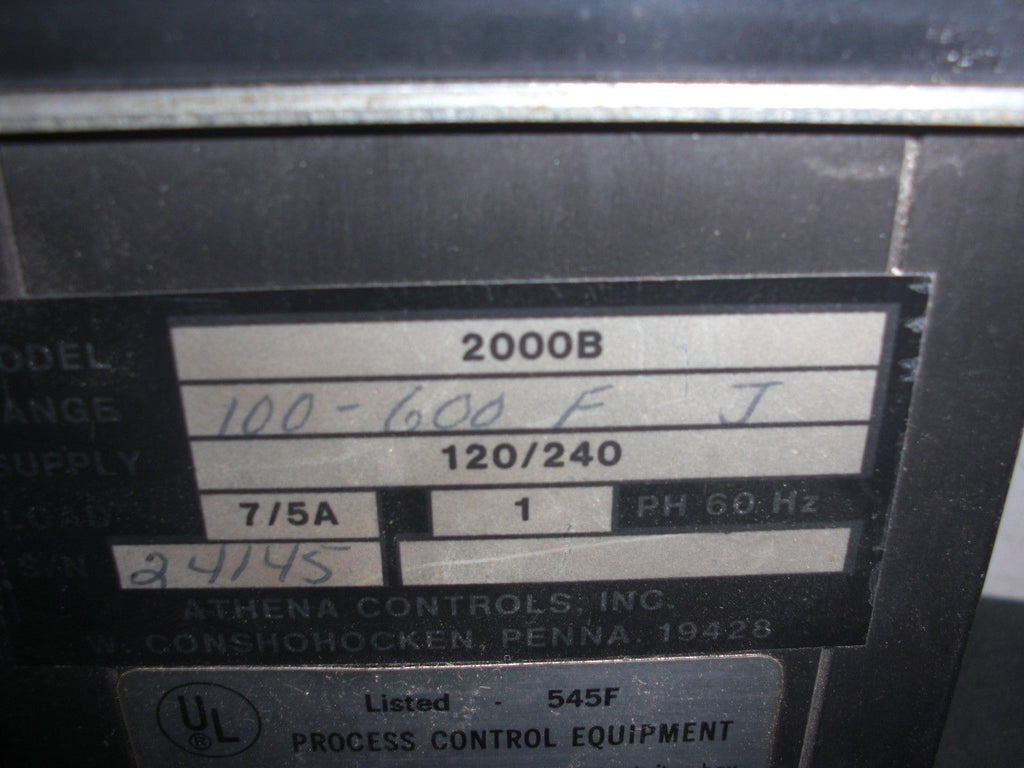 ODEL 2000B
ANGE 100-600 F J
SUPPLY 120/240
LOAD 7/5A 1 PH 60 Hz
S/N 24145
ATHENA CONTROLS, INC.
W. CONSHOHOCKEN, PENNA. 19428
UL ® Listed - 545F
PROCESS CONTROL EQUIPMENT